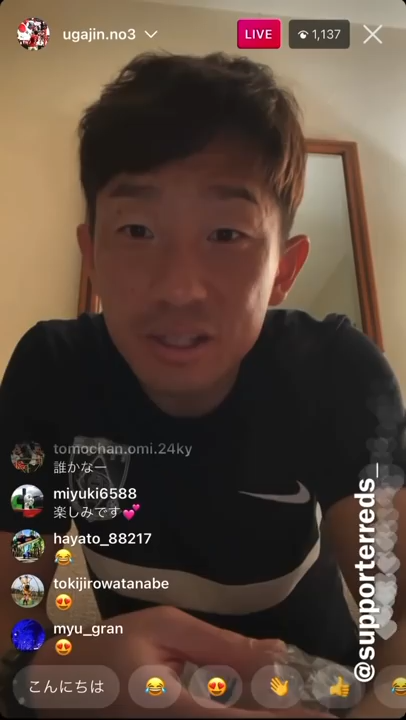 ugajin.no3
LIVE
1,137
tomochan.omi.24ky
誰かなー
miyuki6588
楽しみです💕
hayato_88217
😂
tokijirowatanabe
😍
myu_gran
😍
こんにちは 😂 😍 👋 👍 😂
@supporterreds_